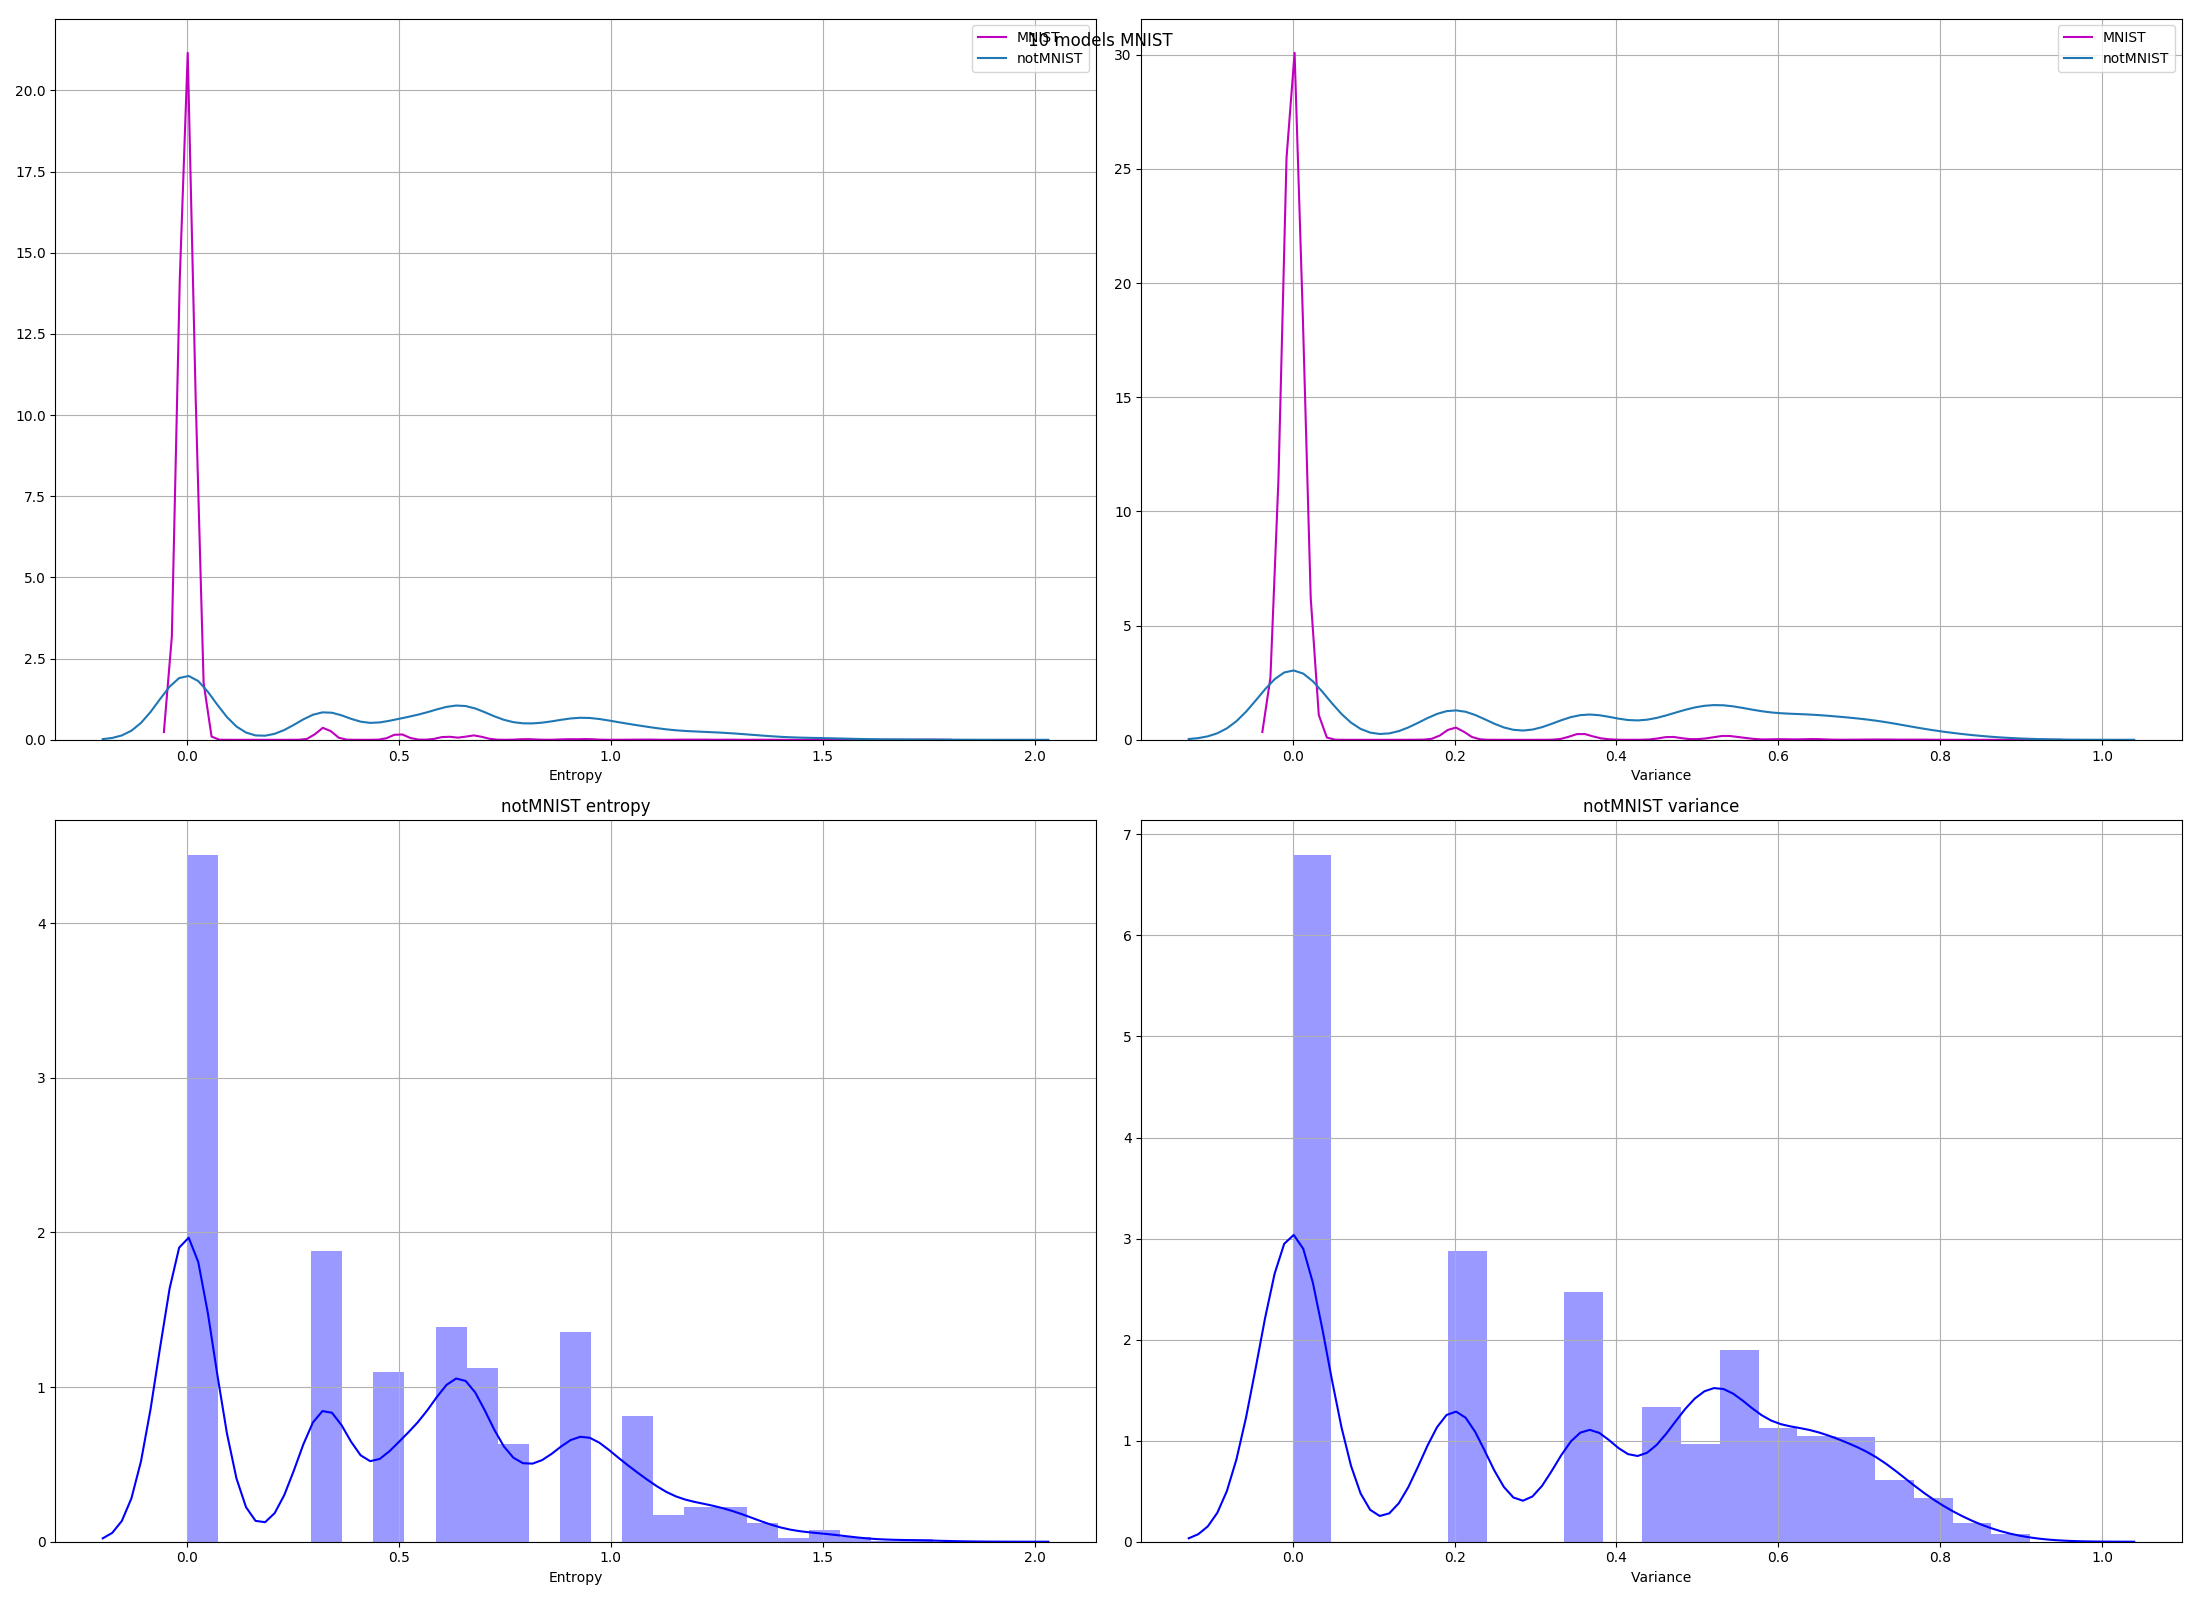 10 models MNIST
MNIST
notMNIST
20.0
17.5
15.0
12.5
10.0
7.5
5.0
2.5
0.0
0.0 0.5 1.0 1.5 2.0
Entropy
MNIST
notMNIST
30
25
20
15
10
5
0
0.0 0.2 0.4 0.6 0.8 1.0
Variance
notMNIST entropy
4
3
2
1
0
0.0 0.5 1.0 1.5 2.0
Entropy
notMNIST variance
7
6
5
4
3
2
1
0
0.0 0.2 0.4 0.6 0.8 1.0
Variance